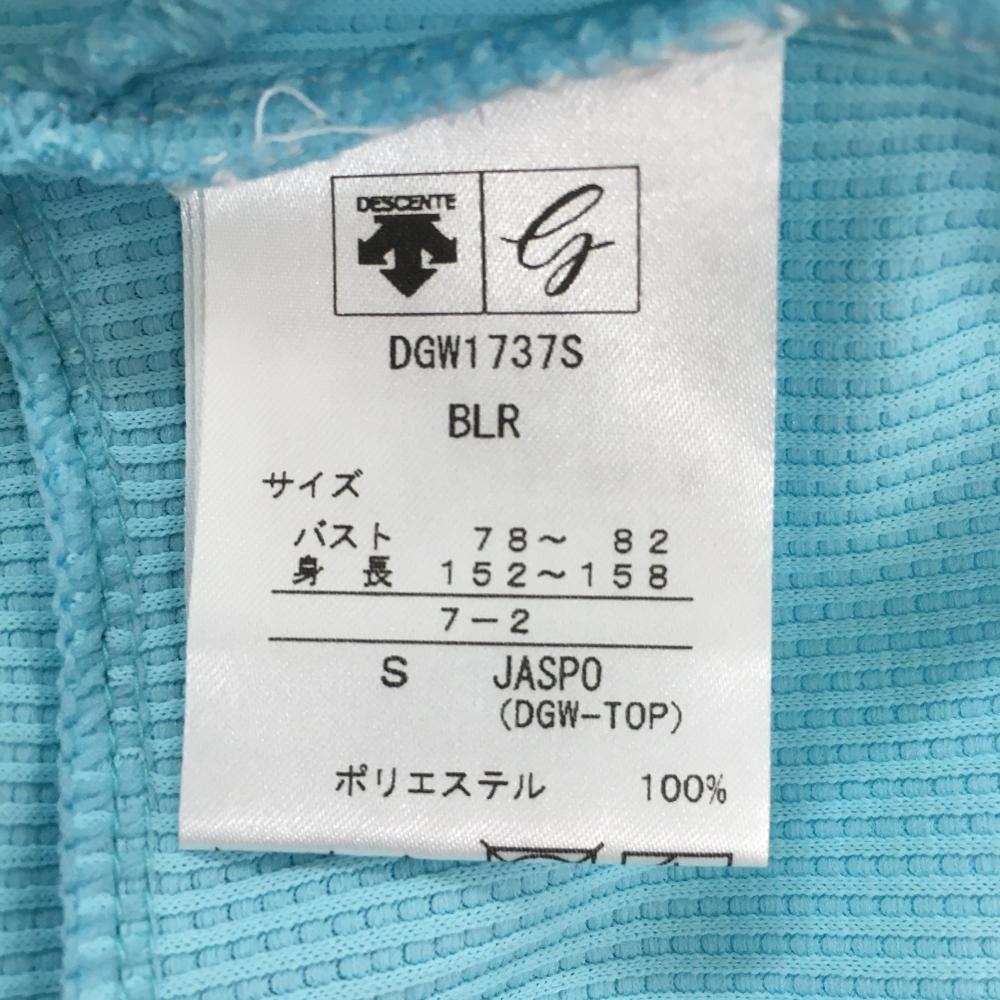 DESCENTE
G
DGW1737S
BLR
サイズ
バスト 78～ 82
身 長 152～158
7-2
S JASPO
(DGW-TOP)
ポリエステル 100%